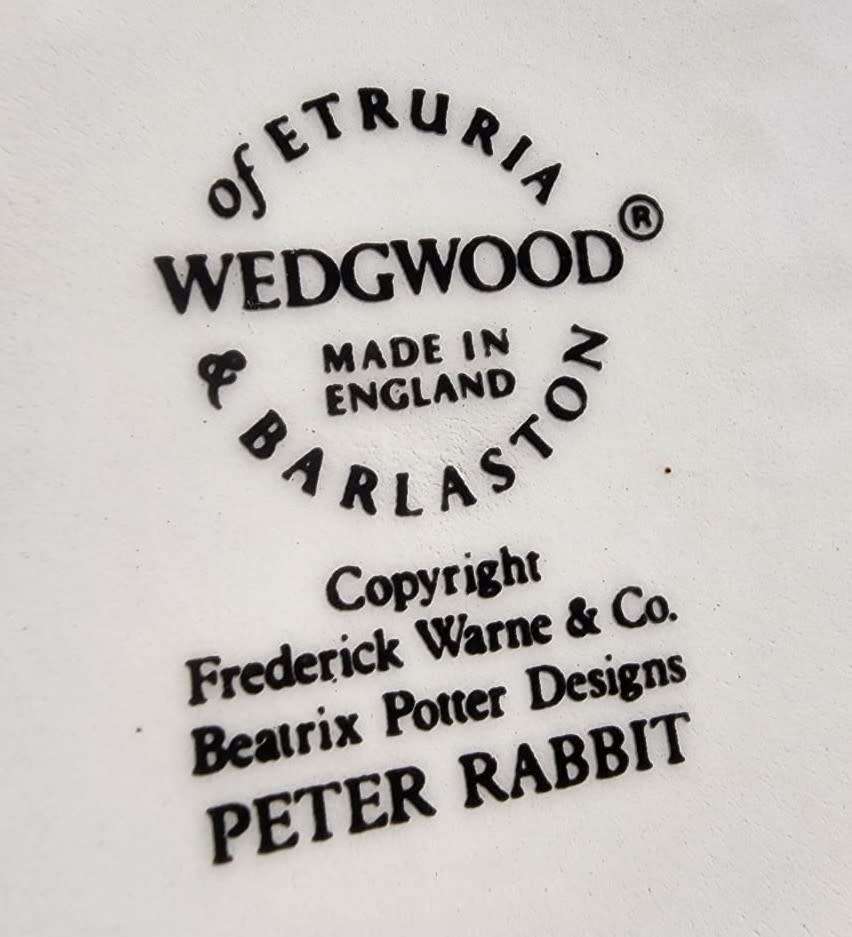 of ETRURIA
WEDGWOOD®
MADE IN
ENGLAND
& BARLASTON
Copyright
Frederick Warne & Co.
Beatrix Potter Designs
PETER RABBIT